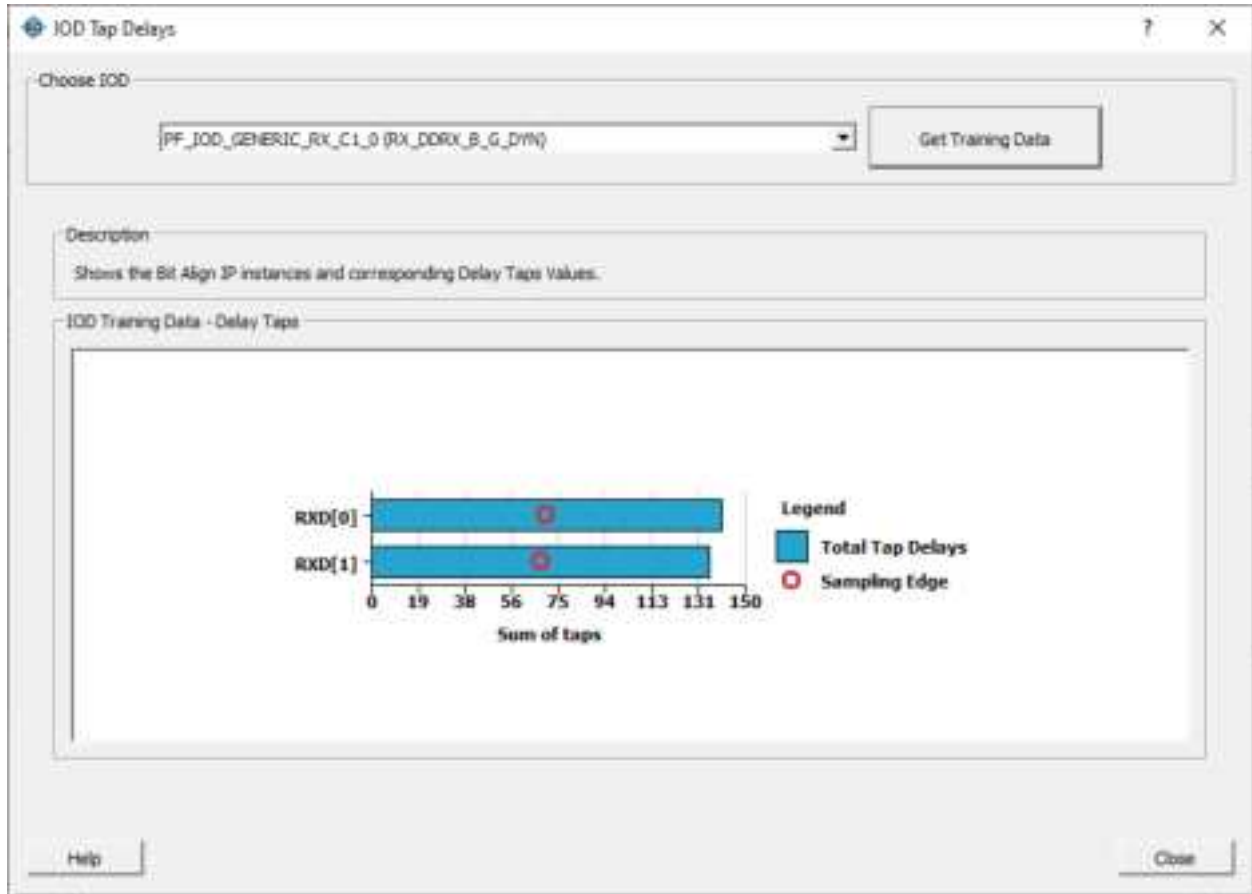 IOD Tap Delays
?
Choose IOD
PF_IOD_GENERIC_RX_C1_0 (RX_DDRX_B_G_DYN)
Get Training Data
Description
Shows the Bit Align IP instances and corresponding Delay Taps Values.
IOD Training Data - Delay Taps
RXD[0]
RXD[1]
0 19 38 56 75 94 113 131 150
Sum of taps
Legend
Total Tap Delays
Sampling Edge
Help
Close